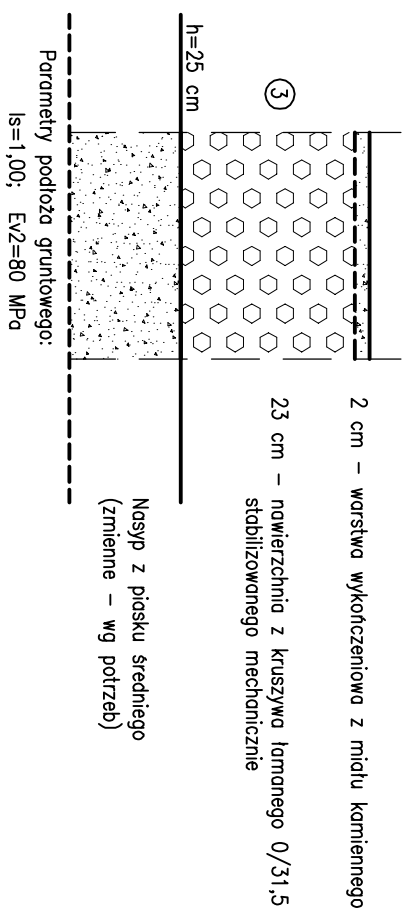 3
2 cm – warstwa wykończeniowa z miału kamiennego
23 cm – nawierzchnia z kruszywa łamanego 0/31,5
stabilizowanego mechanicznie
h=25 cm
Nasyp z piasku średniego
(zmienne – wg potrzeb)
Parametry podłoża gruntowego:
Is=1,00; Ev2=80 MPa